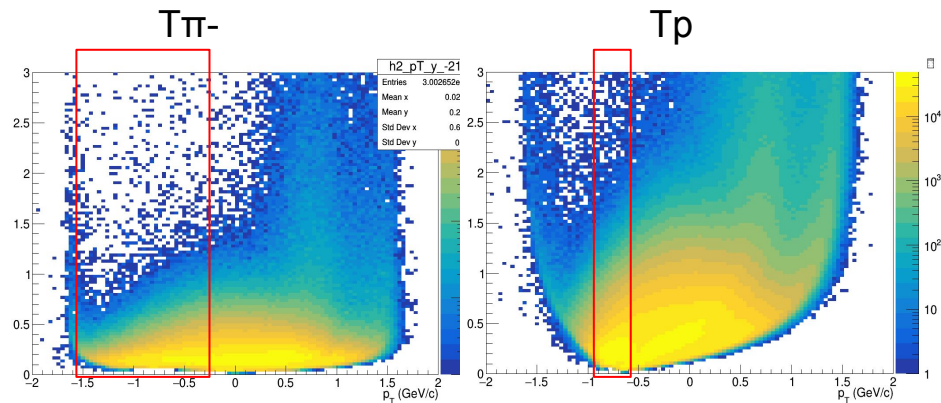 Tπ- Tp
h2_pT_y_-21
Entries 3.002652e
Mean x 0.02
Mean y 0.2
Std Dev x 0.6
Std Dev y 0
3
2.5
2
1.5
1
0.5
0
−2 −1.5 −1 −0.5 0 0.5 1 1.5 2
p_T (GeV/c)
3
2.5
2
1.5
1
0.5
0
−2 −1.5 −1 −0.5 0 0.5 1 1.5 2
p_T (GeV/c)
10⁴
10³
10
1